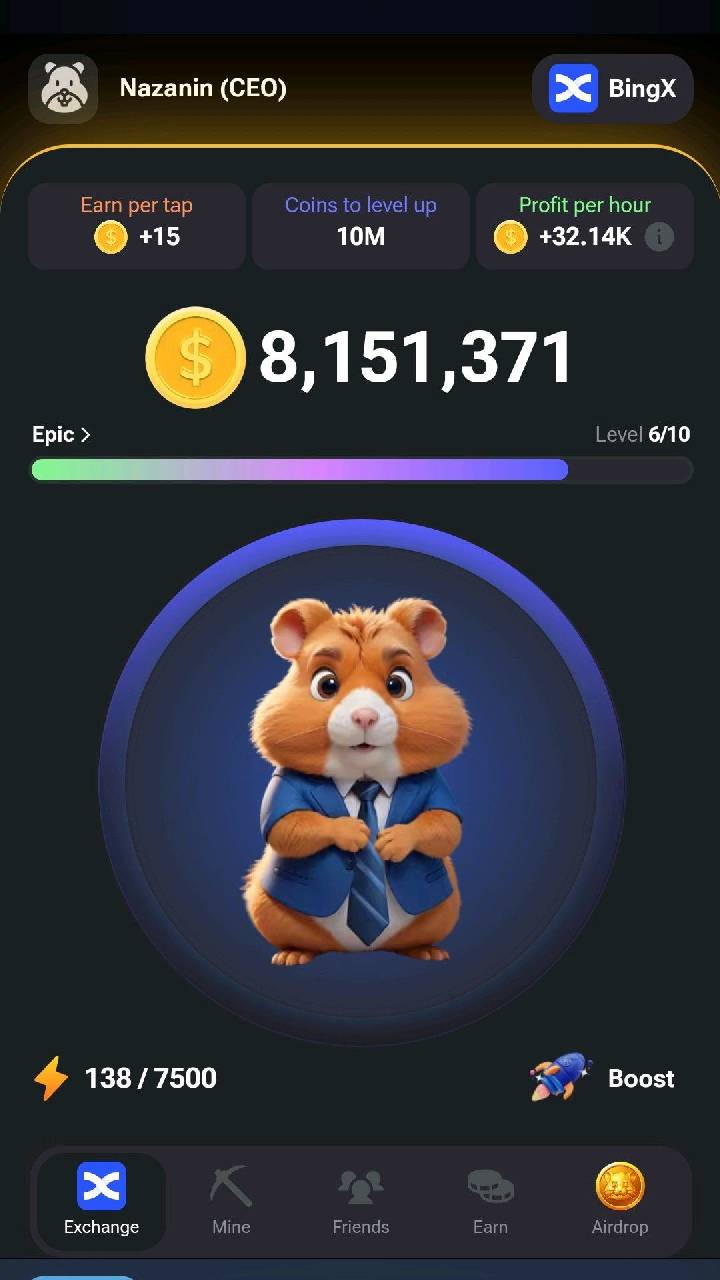 Nazanin (CEO)
BingX
Earn per tap
+15
Coins to level up
10M
Profit per hour
+32.14K
8,151,371
Epic >
Level 6/10
138 / 7500
Boost
Exchange
Mine
Friends
Earn
Airdrop